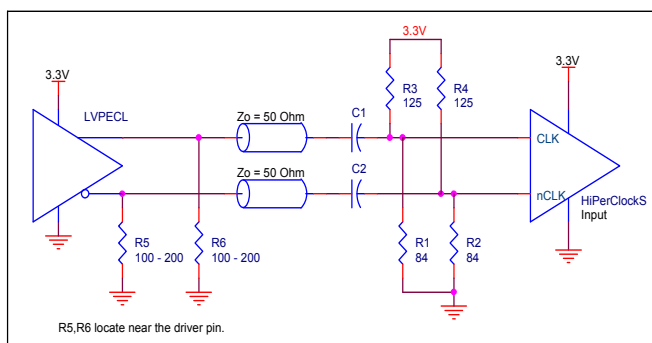 3.3V
3.3V
3.3V
LVPECL
Zo = 50 Ohm
C1
R3
125
R4
125
CLK
Zo = 50 Ohm
C2
nCLK
HiPerClockS
Input
R5
100 - 200
R6
100 - 200
R1
84
R2
84
R5,R6 locate near the driver pin.